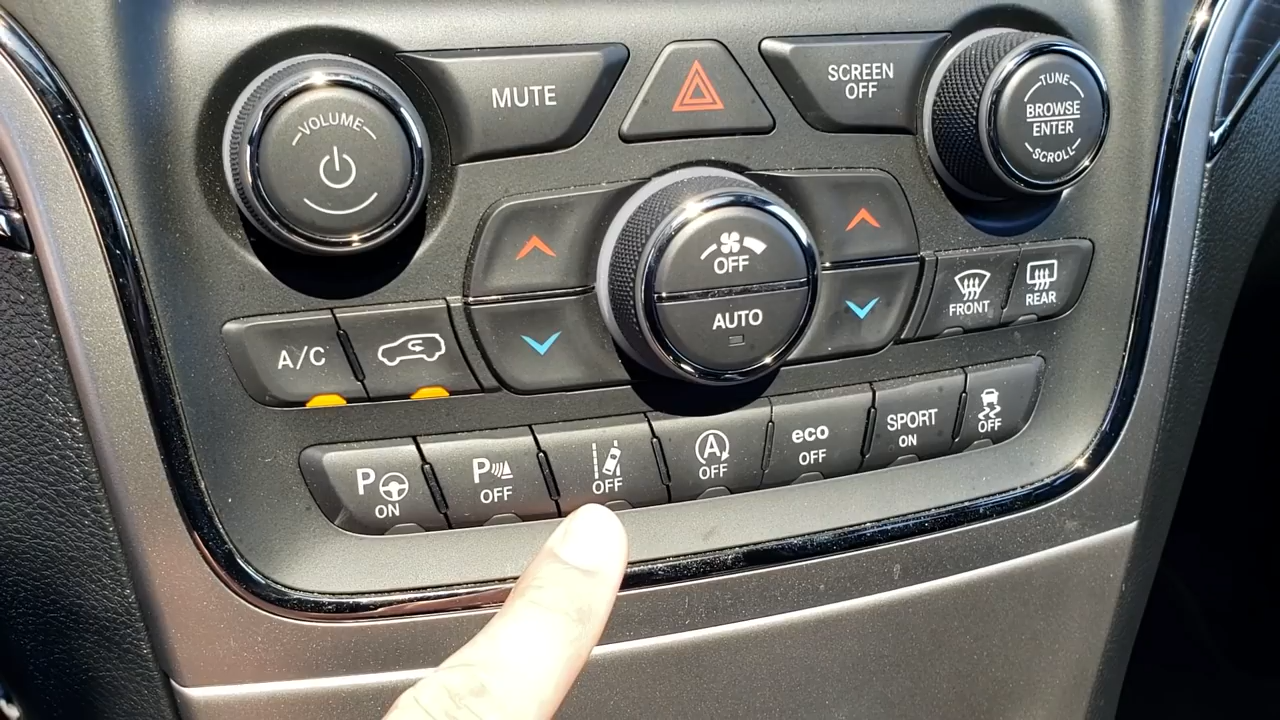 MUTE
SCREEN
OFF
VOLUME
TUNE
BROWSE
ENTER
SCROLL
OFF
AUTO
A/C
FRONT
REAR
P
ON
P
OFF
OFF
A
OFF
eco
OFF
SPORT
ON
OFF